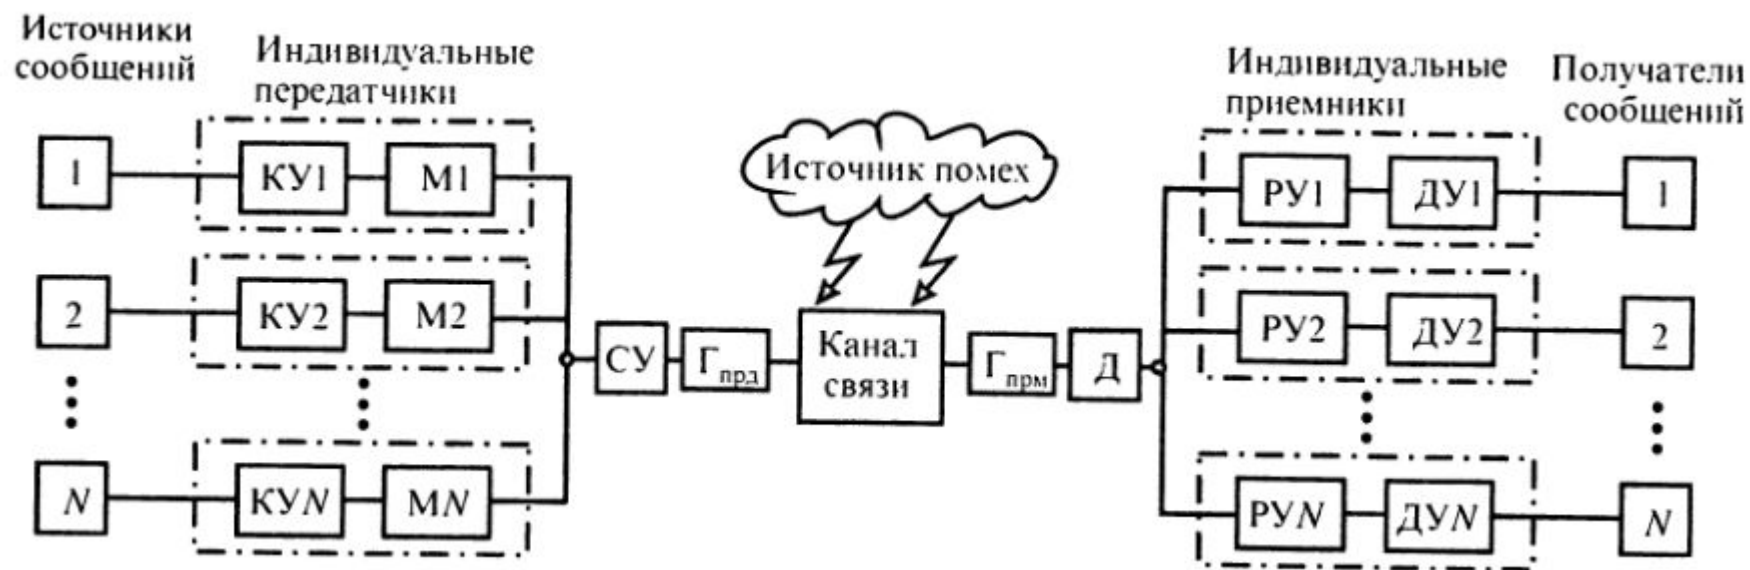 Источники
сообщений
Индивидуальные
передатчики
Индивидуальные
приемники
Получатели
сообщений
Источник помех
1
КУ1
М1
РУ1
ДУ1
1
2
КУ2
М2
СУ
Гпрд
Канал
связи
Гпрм
Д
РУ2
ДУ2
2
N
КУN
МN
РУN
ДУN
N